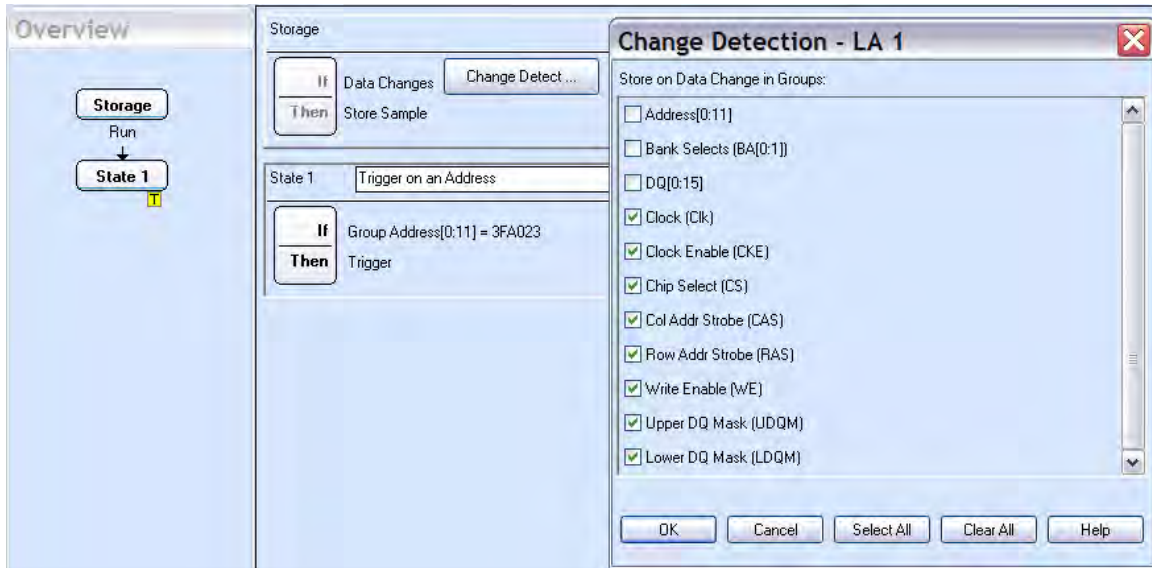 Overview
Storage
Run
State 1
T
Storage
If
Then
Data Changes
Change Detect ...
Store Sample
State 1
Trigger on an Address
If
Then
Group Address[0:11] = 3FA023
Trigger
Change Detection - LA 1
Store on Data Change in Groups:
Address[0:11]
Bank Selects (BA[0:1])
DQ[0:15]
Clock (Clk)
Clock Enable (CKE)
Chip Select (CS)
Col Addr Strobe (CAS)
Row Addr Strobe (RAS)
Write Enable (WE)
Upper DQ Mask (UDQM)
Lower DQ Mask (LDQM)
OK
Cancel
Select All
Clear All
Help